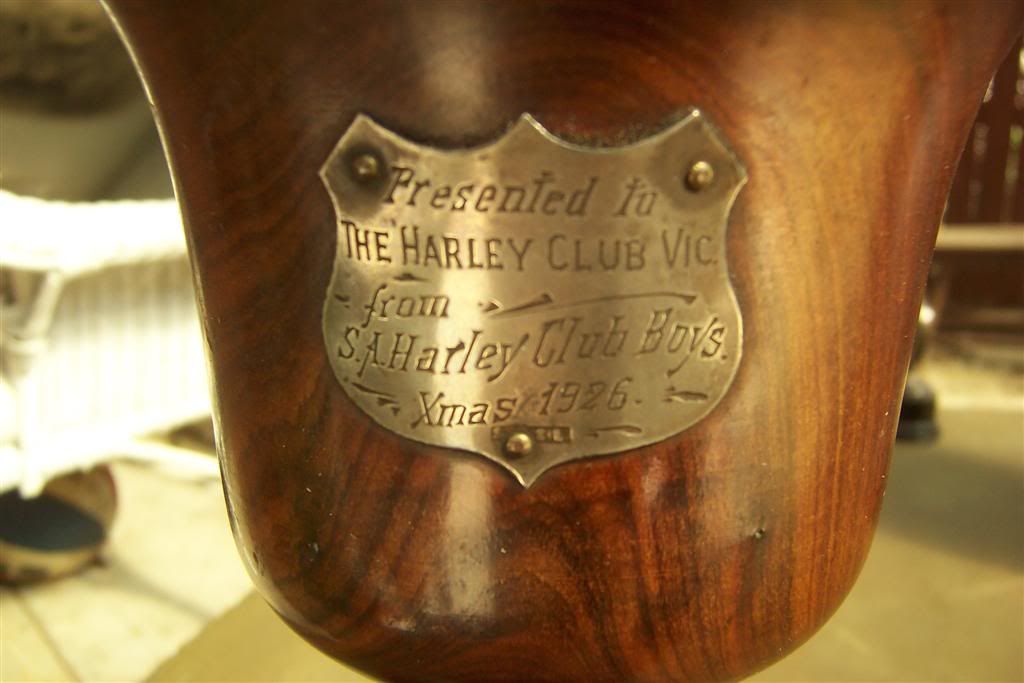 Presented to
THE HARLEY CLUB VIC.
from
S.A. Harley Club Boys.
Xmas 1926.